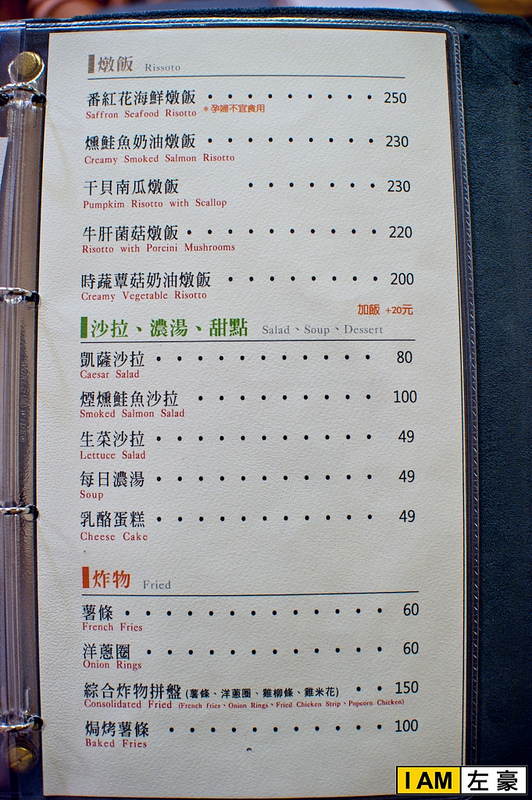 燉飯 Rissoto
番紅花海鮮燉飯 ••••••••• 250
Saffron Seafood Risotto *孕婦不宜食用
燻鮭魚奶油燉飯 ••••••••• 230
Creamy Smoked Salmon Risotto
干貝南瓜燉飯 ••••••• 230
Pumpkim Risotto with Scallop
牛肝菌菇燉飯 •••••••••• 220
Risotto with Porcini Mushrooms
時蔬蕈菇奶油燉飯 •••••••• 200
Creamy Vegetable Risotto
加飯 +20元
沙拉、濃湯、甜點 Salad、Soup、Dessert
凱薩沙拉 •••••••••••• 80
Caesar Salad
煙燻鮭魚沙拉 •••••••••• 100
Smoked Salmon Salad
生菜沙拉 •••••••••••• 49
Lettuce Salad
每日濃湯 •••••••••••• 49
Soup
乳酪蛋糕 •••••••••••• 49
Cheese Cake
炸物 Fried
薯條 •••••••••••••• 60
French Fries
洋蔥圈 ••••••••••••• 60
Onion Rings
綜合炸物拼盤 (薯條、洋蔥圈、雞柳條、雞米花) •• 150
Consolidated Fried (French fries、Onion Rings、Fried Chicken Strip、Popcorn Chicken)
焗烤薯條 ••••••••••• 100
Baked Fries
I AM 左豪